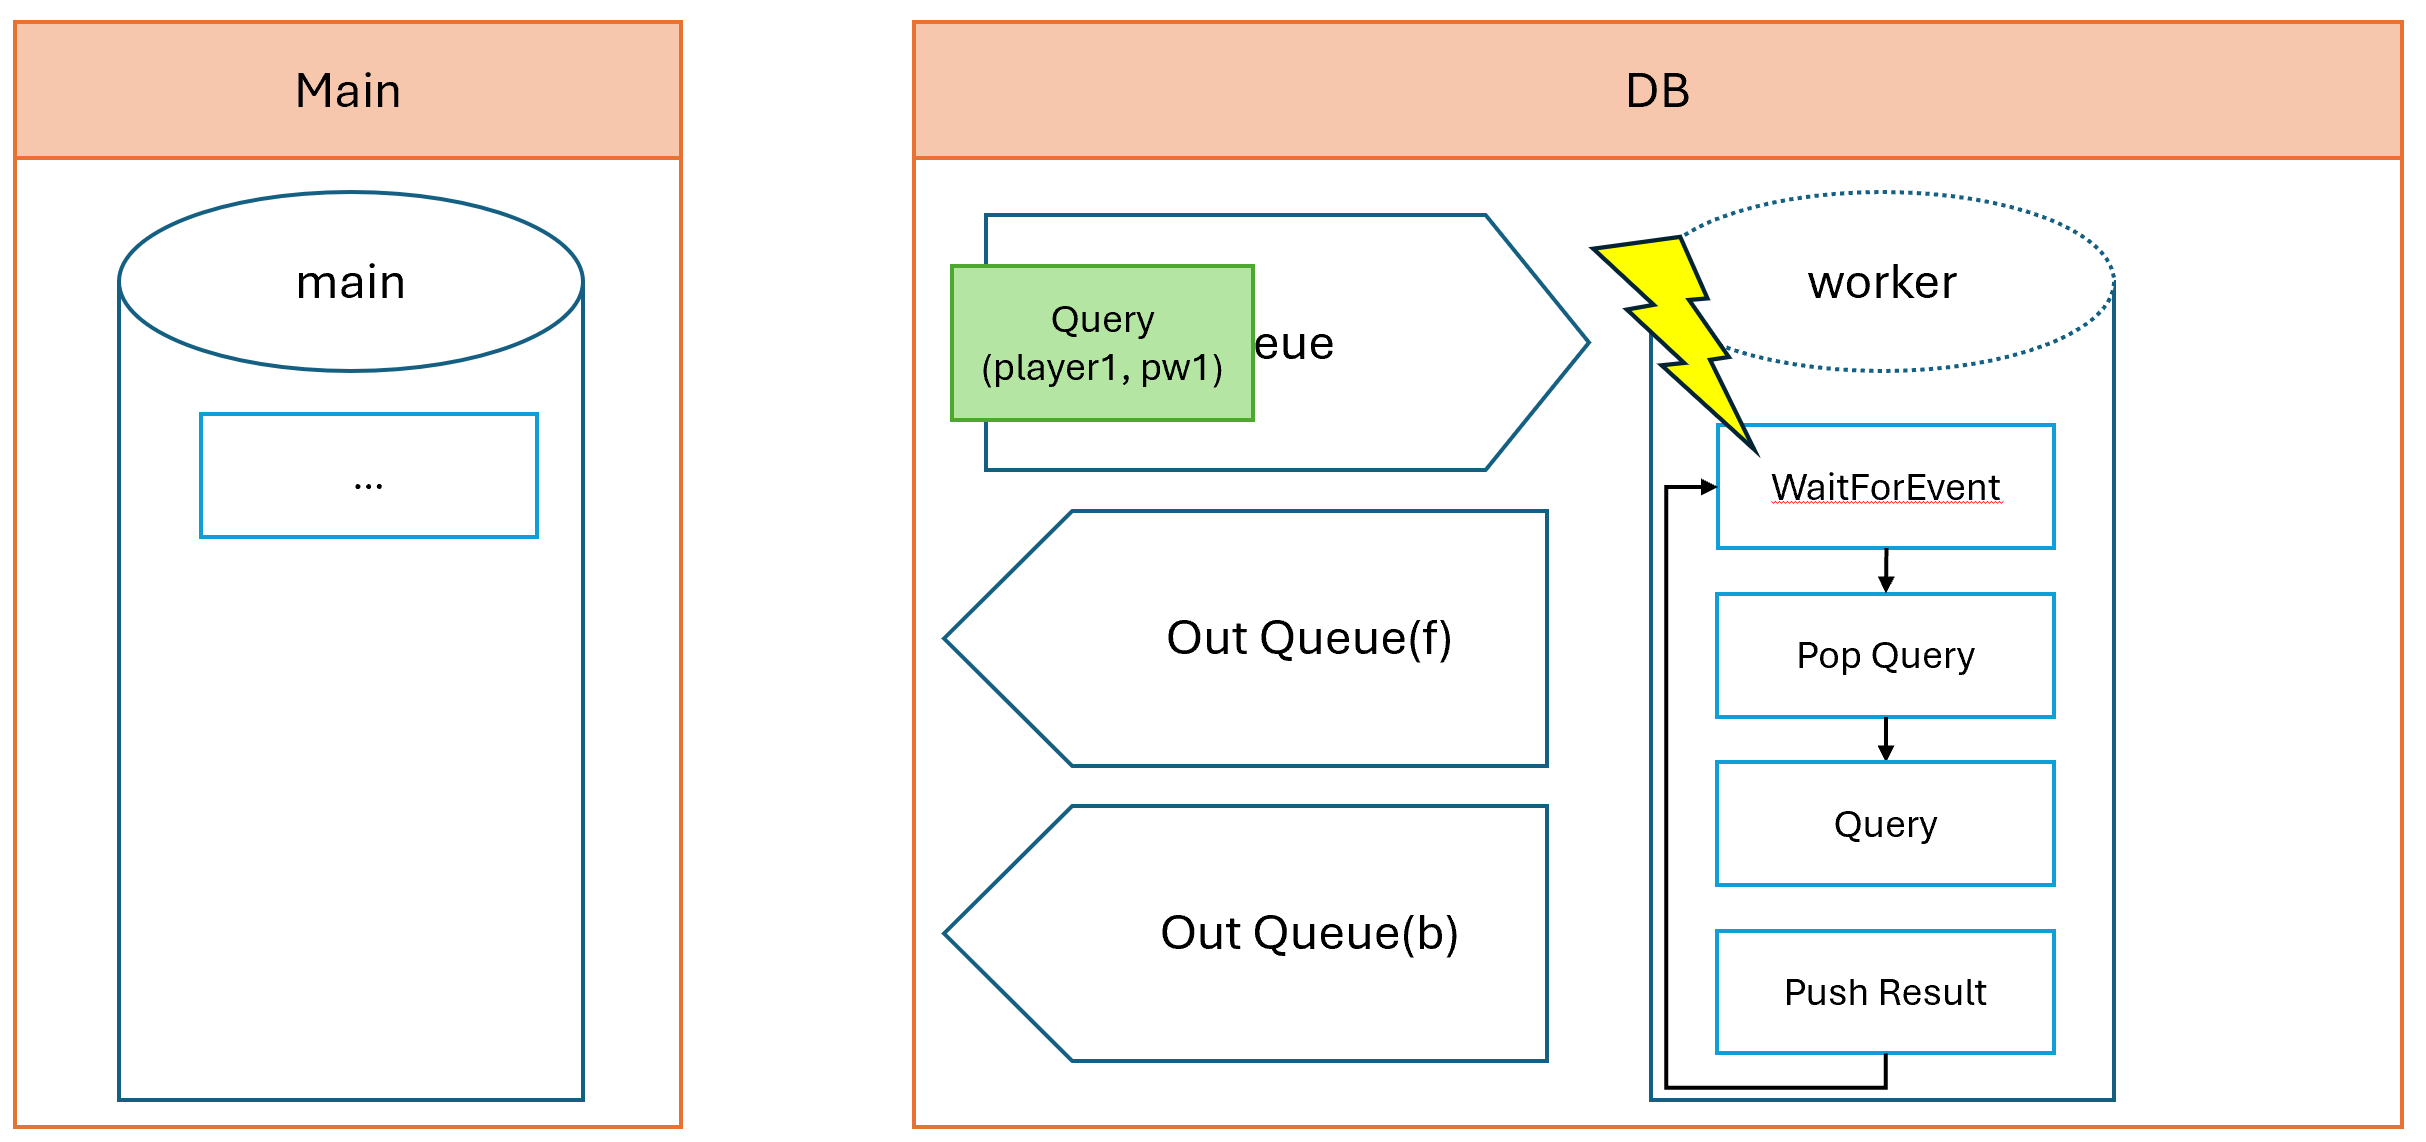 Main
DB
main
...
Query
(player1, pw1)
eue
worker
WaitForEvent
Out Queue(f)
Pop Query
Query
Out Queue(b)
Push Result